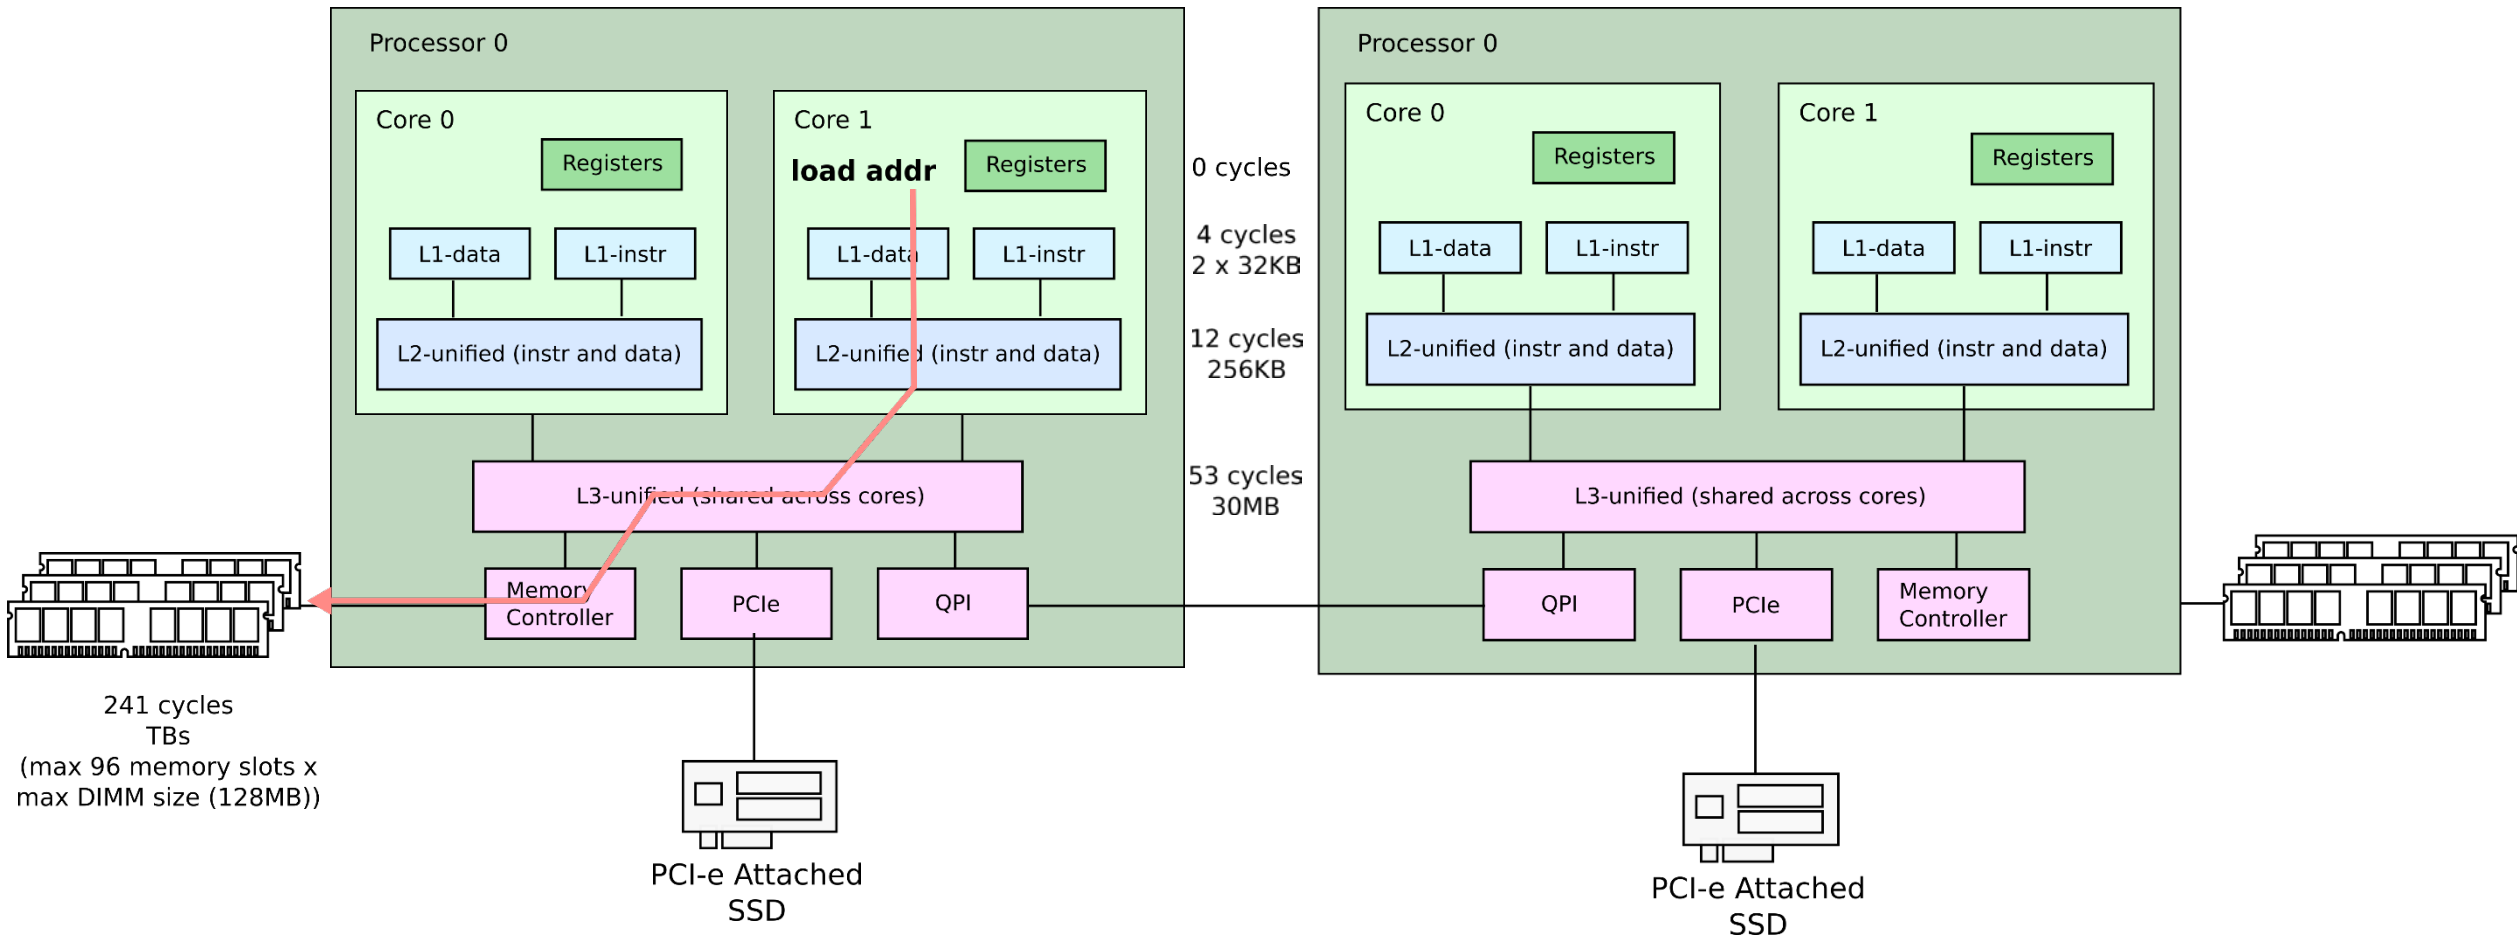 Processor 0
Core 0
Registers
L1-data
L1-instr
L2-unified (instr and data)
Core 1
load addr
Registers
L1-data
L1-instr
L2-unified (instr and data)
L3-unified (shared across cores)
Memory
Controller
PCIe
QPI
0 cycles
4 cycles
2 x 32KB
12 cycles
256KB
53 cycles
30MB
Processor 0
Core 0
Registers
L1-data
L1-instr
L2-unified (instr and data)
Core 1
Registers
L1-data
L1-instr
L2-unified (instr and data)
L3-unified (shared across cores)
QPI
PCIe
Memory
Controller
241 cycles
TBs
(max 96 memory slots x
max DIMM size (128MB))
PCI-e Attached
SSD
PCI-e Attached
SSD